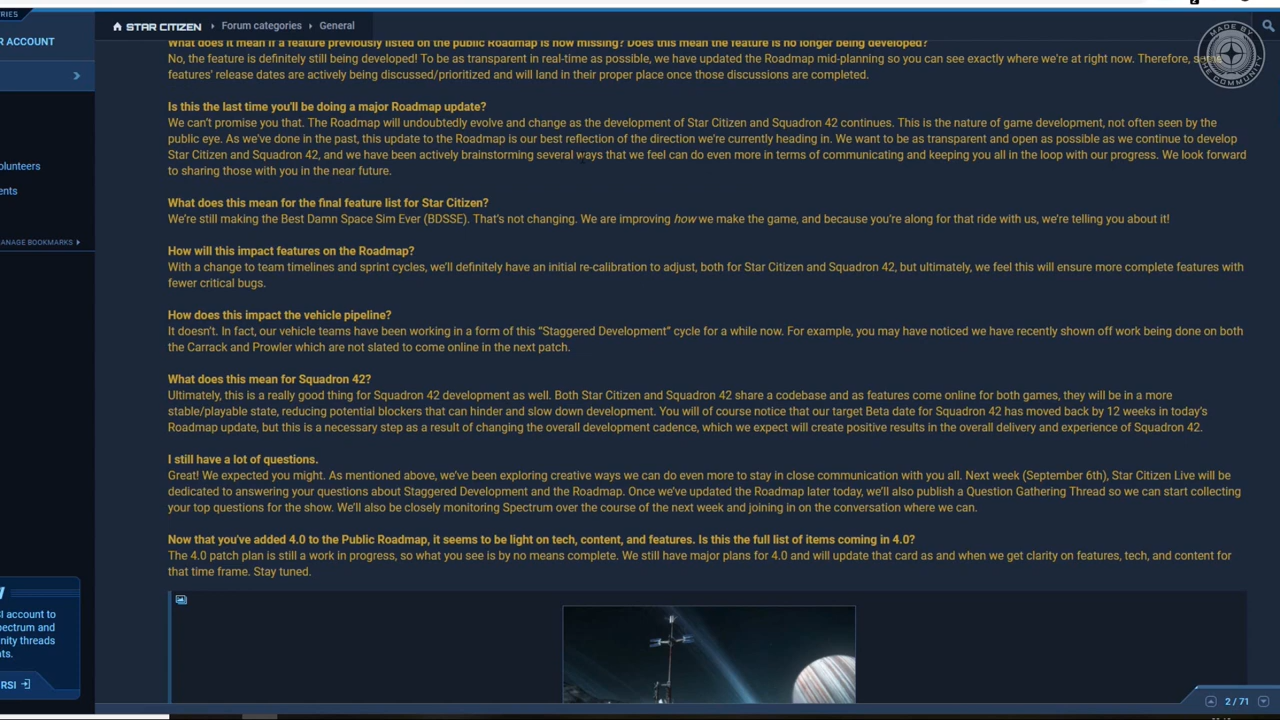 RIES
STAR CITIZEN › Forum categories › General
R ACCOUNT
MADE BY THE COMMUNITY
What does it mean if a feature previously listed on the public Roadmap is now missing? Does this mean the feature is no longer being developed?
No, the feature is definitely still being developed! To be as transparent in real-time as possible, we have updated the Roadmap mid-planning so you can see exactly where we're at right now. Therefore, some
features' release dates are actively being discussed/prioritized and will land in their proper place once those discussions are completed.
Is this the last time you'll be doing a major Roadmap update?
We can't promise you that. The Roadmap will undoubtedly evolve and change as the development of Star Citizen and Squadron 42 continues. This is the nature of game development, not often seen by the
public eye. As we've done in the past, this update to the Roadmap is our best reflection of the direction we're currently heading in. We want to be as transparent and open as possible as we continue to develop
Star Citizen and Squadron 42, and we have been actively brainstorming several ways that we feel can do even more in terms of communicating and keeping you all in the loop with our progress. We look forward
to sharing those with you in the near future.
olunteers
ents
What does this mean for the final feature list for Star Citizen?
We're still making the Best Damn Space Sim Ever (BDSSE). That's not changing. We are improving how we make the game, and because you're along for that ride with us, we're telling you about it!
ANAGE BOOKMARKS
How will this impact features on the Roadmap?
With a change to team timelines and sprint cycles, we'll definitely have an initial re-calibration to adjust, both for Star Citizen and Squadron 42, but ultimately, we feel this will ensure more complete features with
fewer critical bugs.
How does this impact the vehicle pipeline?
It doesn't. In fact, our vehicle teams have been working in a form of this “Staggered Development” cycle for a while now. For example, you may have noticed we have recently shown off work being done on both
the Carrack and Prowler which are not slated to come online in the next patch.
What does this mean for Squadron 42?
Ultimately, this is a really good thing for Squadron 42 development as well. Both Star Citizen and Squadron 42 share a codebase and as features come online for both games, they will be in a more
stable/playable state, reducing potential blockers that can hinder and slow down development. You will of course notice that our target Beta date for Squadron 42 has moved back by 12 weeks in today's
Roadmap update, but this is a necessary step as a result of changing the overall development cadence, which we expect will create positive results in the overall delivery and experience of Squadron 42.
I still have a lot of questions.
Great! We expected you might. As mentioned above, we've been exploring creative ways we can do even more to stay in close communication with you all. Next week (September 6th), Star Citizen Live will be
dedicated to answering your questions about Staggered Development and the Roadmap. Once we've updated the Roadmap later today, we'll also publish a Question Gathering Thread so we can start collecting
your top questions for the show. We'll also be closely monitoring Spectrum over the course of the next week and joining in on the conversation where we can.
Now that you've added 4.0 to the Public Roadmap, it seems to be light on tech, content, and features. Is this the full list of items coming in 4.0?
The 4.0 patch plan is still a work in progress, so what you see is by no means complete. We still have major plans for 4.0 and will update that card as and when we get clarity on features, tech, and content for
that time frame. Stay tuned.
SI account to
ectrum and
nity threads
nts.
RSI
2 / 71